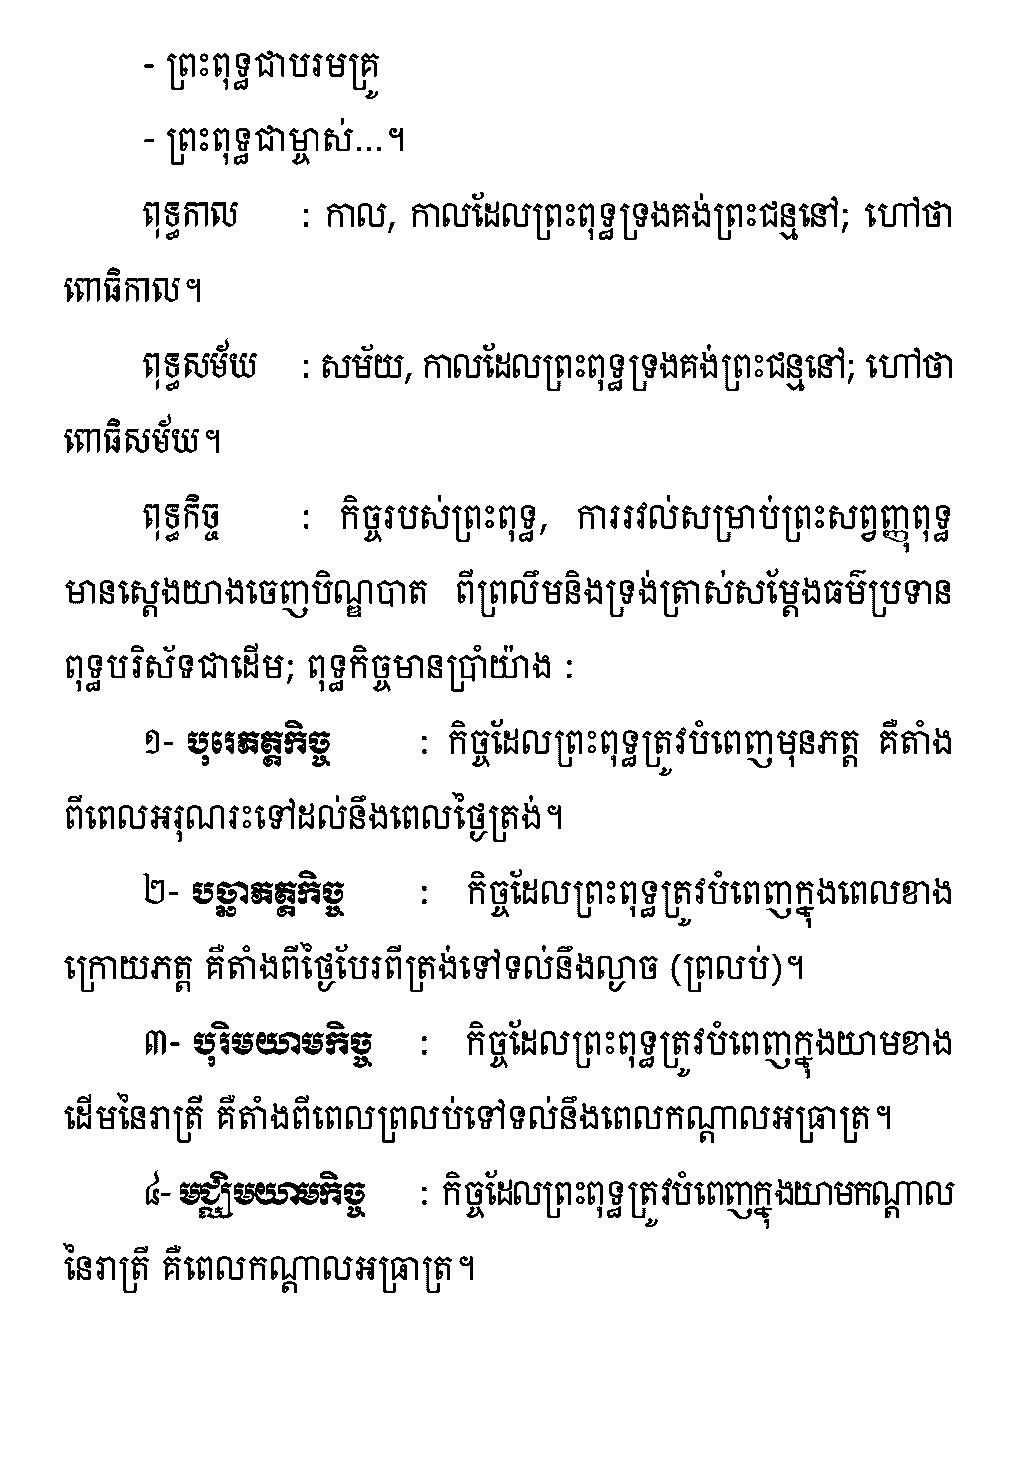 - ព្រះពុទ្ធជាបរមគ្រូ
- ព្រះពុទ្ធជាម្ចាស់...។
ពុទ្ធកាល : កាល, កាលដែលព្រះពុទ្ធទ្រងគង់ព្រះជន្មនៅ; ហៅថា
ពោធិកាល។
ពុទ្ធសម័យ : សម័យ, កាលដែលព្រះពុទ្ធទ្រងគង់ព្រះជន្មនៅ; ហៅថា
ពោធិសម័យ។
ពុទ្ធកិច្ច : កិច្ចរបស់ព្រះពុទ្ធ, ការរវល់សម្រាប់ព្រះសព្វញ្ញុពុទ្ធ
មានស្ដេងយាងចេញបិណ្ឌបាត ពីព្រលឹមនិងទ្រង់ត្រាស់សម្ដែងធម៌ប្រទាន
ពុទ្ធបរិស័ទជាដើម; ពុទ្ធកិច្ចមានប្រាំយ៉ាង :
១- បុរេភត្តកិច្ច : កិច្ចដែលព្រះពុទ្ធត្រូវបំពេញមុនភត្ត គឺតាំង
ពីពេលអរុណរះទៅដល់នឹងពេលថ្ងៃត្រង់។
២- បច្ឆាភត្តកិច្ច : កិច្ចដែលព្រះពុទ្ធត្រូវបំពេញក្នុងពេលខាង
ក្រោយភត្ត គឺតាំងពីថ្ងៃបែរពីត្រង់ទៅទល់នឹងល្ងាច (ព្រលប់)។
៣- បុរិមយាមកិច្ច : កិច្ចដែលព្រះពុទ្ធត្រូវបំពេញក្នុងយាមខាង
ដើមនៃរាត្រី គឺតាំងពីពេលព្រលប់ទៅទល់នឹងពេលកណ្ដាលអធ្រាត្រ។
៤- មជ្ឈិមយាមកិច្ច : កិច្ចដែលព្រះពុទ្ធត្រូវបំពេញក្នុងយាមកណ្ដាល
នៃរាត្រី គឺពេលកណ្ដាលអធ្រាត្រ។